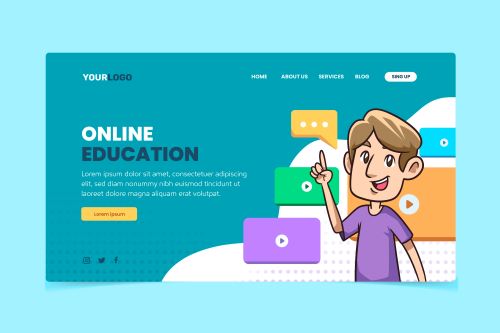 YOURLOGO
HOME ABOUT US SERVICES BLOG SING UP
ONLINE
EDUCATION
Lorem ipsum dolor sit amet, consectetuer adipiscing
elit, sed diam nonummy nibh euismod tincidunt ut
laoreet dolore magna aliquam erat volutpat.
Lorem ipsum